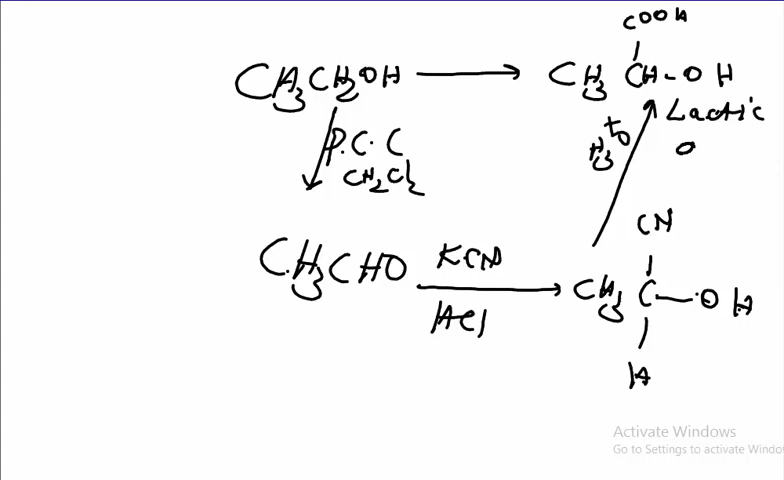 COOH
CH3CH2OH → CH3 CH-OH
Lactic
P.C.C
CH2Cl2
H3O+
CN
CH3CHO KCN → CH3 C-OH
HCl
H
Activate Windows
Go to Settings to activate Windo